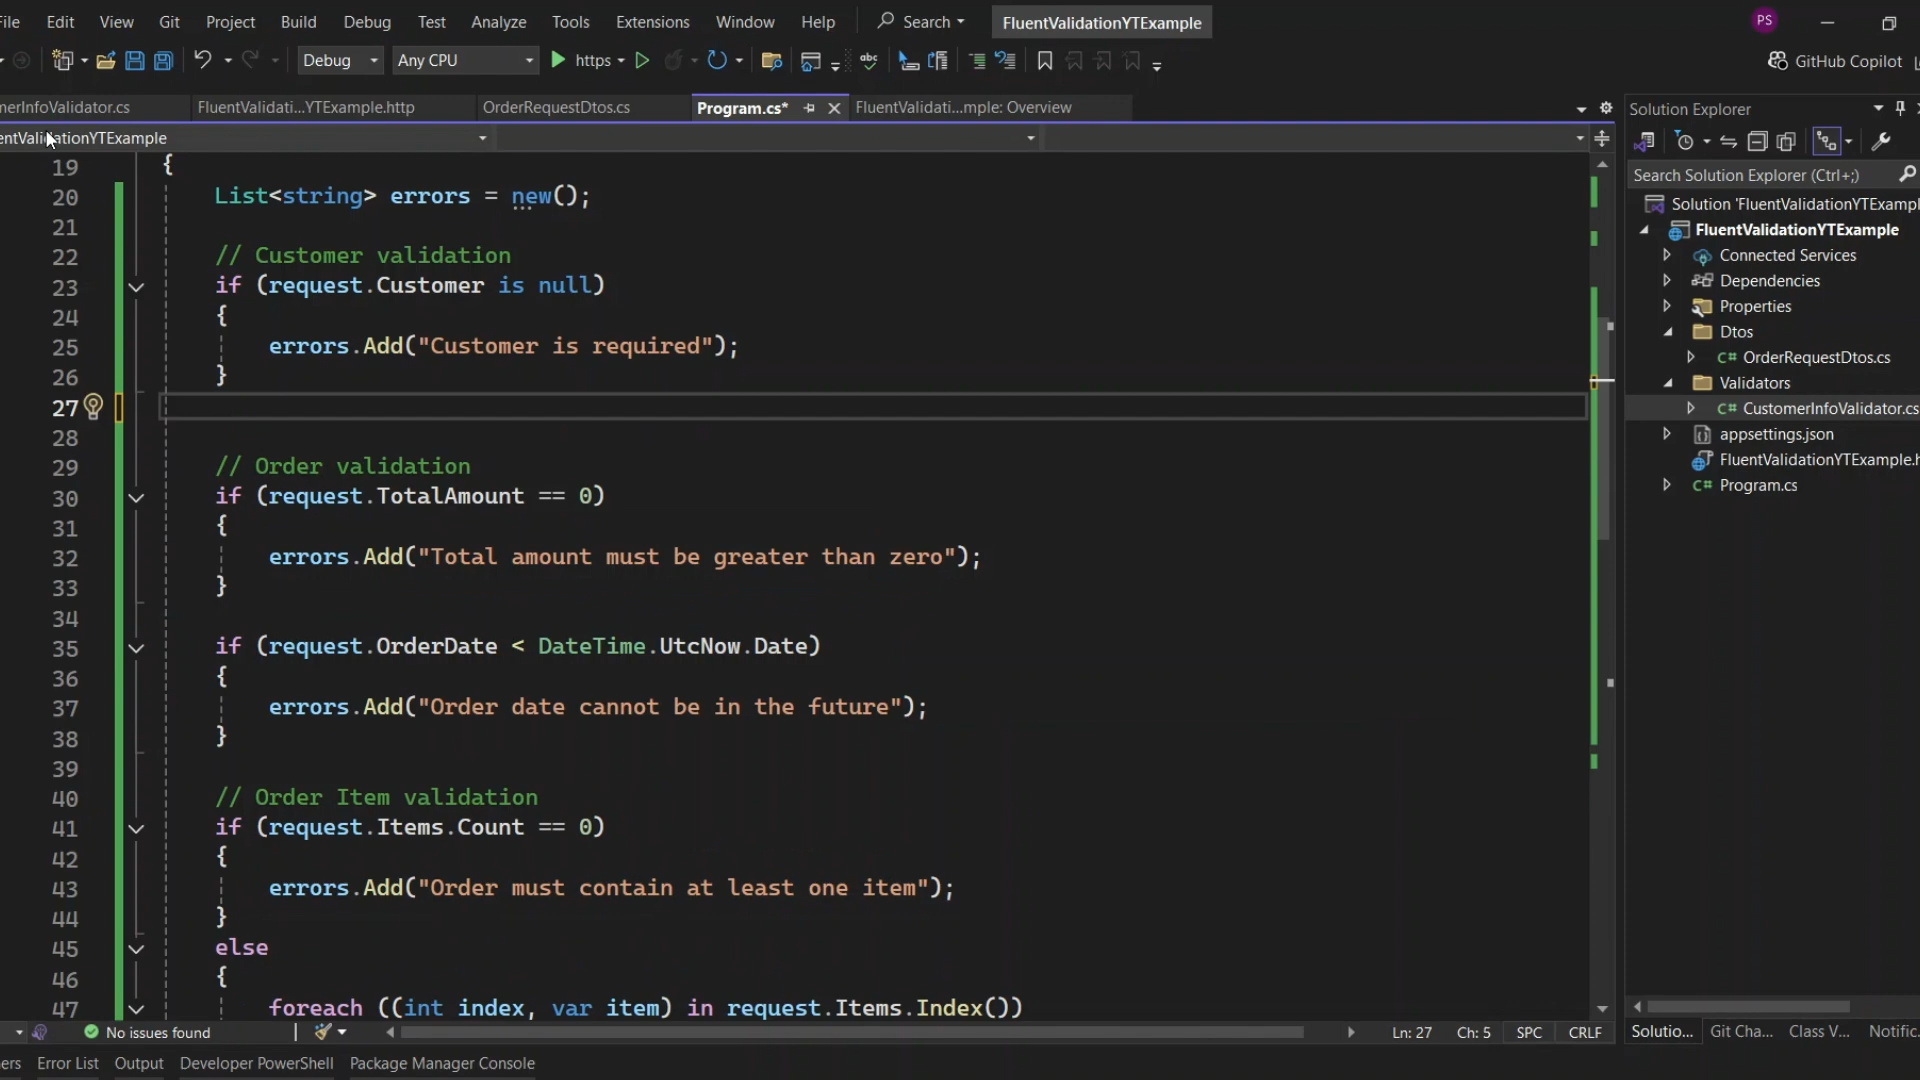 File Edit View Git Project Build Debug Test Analyze Tools Extensions Window Help Search FluentValidationYTExample PS
Debug Any CPU https GitHub Copilot
merInfoValidator.cs FluentValidati...YTExample.http OrderRequestDtos.cs Program.cs* FluentValidati...mple: Overview
entValidationYTExample
19 {
20 List<string> errors = new();
21
22 // Customer validation
23 if (request.Customer is null)
24 {
25 errors.Add("Customer is required");
26 }
27
28
29 // Order validation
30 if (request.TotalAmount == 0)
31 {
32 errors.Add("Total amount must be greater than zero");
33 }
34
35 if (request.OrderDate < DateTime.UtcNow.Date)
36 {
37 errors.Add("Order date cannot be in the future");
38 }
39
40 // Order Item validation
41 if (request.Items.Count == 0)
42 {
43 errors.Add("Order must contain at least one item");
44 }
45 else
46 {
47 foreach ((int index, var item) in request.Items.Index())
No issues found Ln: 27 Ch: 5 SPC CRLF
ers Error List Output Developer PowerShell Package Manager Console
Solution Explorer
Search Solution Explorer (Ctrl+;)
Solution 'FluentValidationYTExampl
FluentValidationYTExample
Connected Services
Dependencies
Properties
Dtos
C# OrderRequestDtos.cs
Validators
C# CustomerInfoValidator.cs
appsettings.json
FluentValidationYTExample.h
C# Program.cs
Solutio... Git Cha... Class V... Notific...